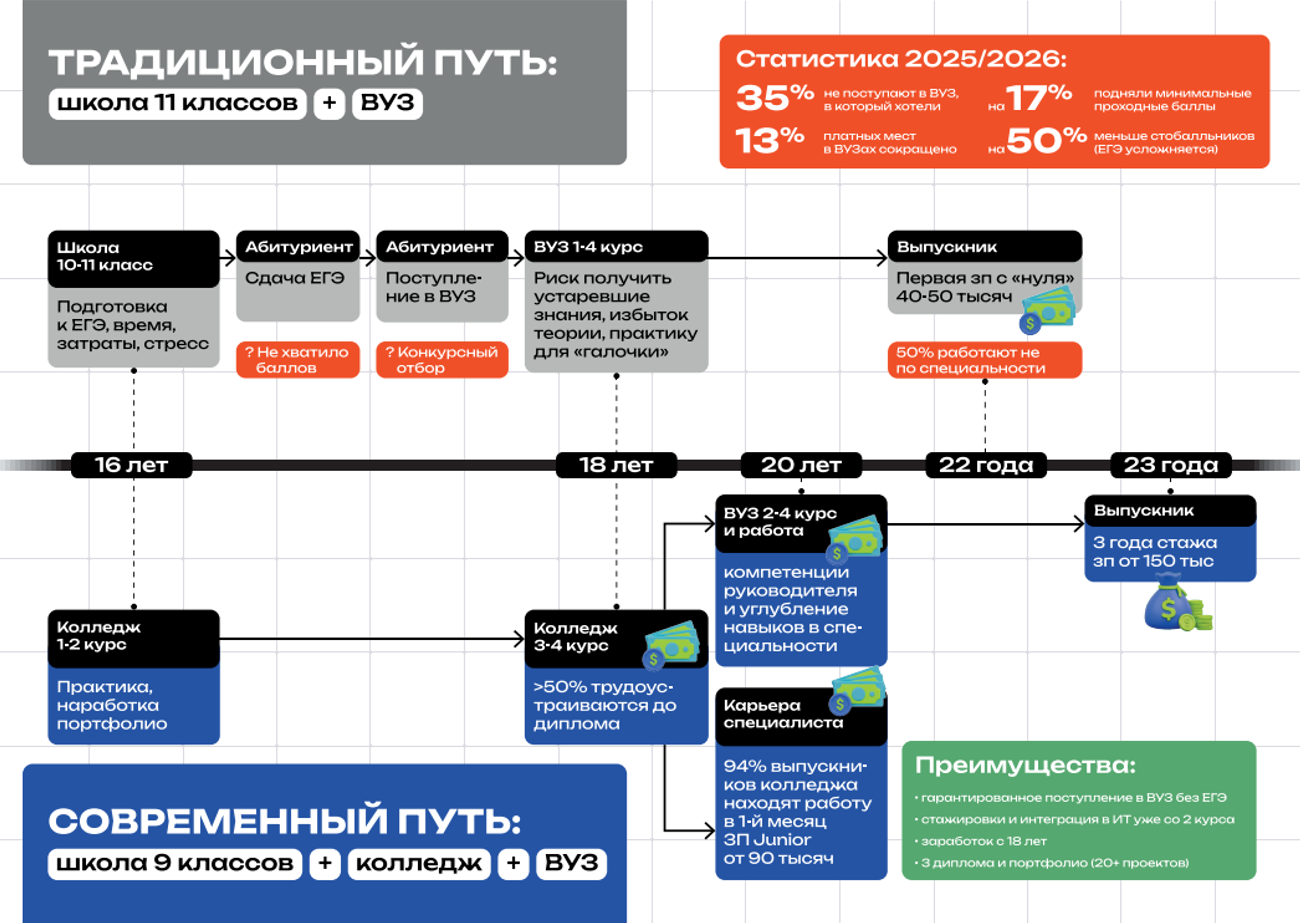 ТРАДИЦИОННЫЙ ПУТЬ:
школа 11 классов + ВУЗ
Статистика 2025/2026:
35% не поступают в ВУЗ,
в который хотели
на 17% подняли минимальные
проходные баллы
13% платных мест
в ВУЗах сокращено
на 50% меньше стобалльников
(ЕГЭ усложняется)
Школа
10-11 класс
Подготовка
к ЕГЭ, время,
затраты, стресс
Абитуриент
Сдача ЕГЭ
? Не хватило
баллов
Абитуриент
Поступле-
ние в ВУЗ
? Конкурсный
отбор
ВУЗ 1-4 курс
Риск получить
устаревшие
знания, избыток
теории, практику
для «галочки»
Выпускник
Первая зп с «нуля»
40-50 тысяч
50% работают не
по специальности
16 лет
18 лет
20 лет
22 года
23 года
Колледж
1-2 курс
Практика,
наработка
портфолио
Колледж
3-4 курс
>50% трудоус-
траиваются до
диплома
ВУЗ 2-4 курс
и работа
компетенции
руководителя
и углубление
навыков в спе-
циальности
Карьера
специалиста
94% выпускни-
ков колледжа
находят работу
в 1-й месяц
ЗП Junior
от 90 тысяч
Выпускник
3 года стажа
зп от 150 тыс
СОВРЕМЕННЫЙ ПУТЬ:
школа 9 классов + колледж + ВУЗ
Преимущества:
• гарантированное поступление в ВУЗ без ЕГЭ
• стажировки и интеграция в ИТ уже со 2 курса
• заработок с 18 лет
• 3 диплома и портфолио (20+ проектов)